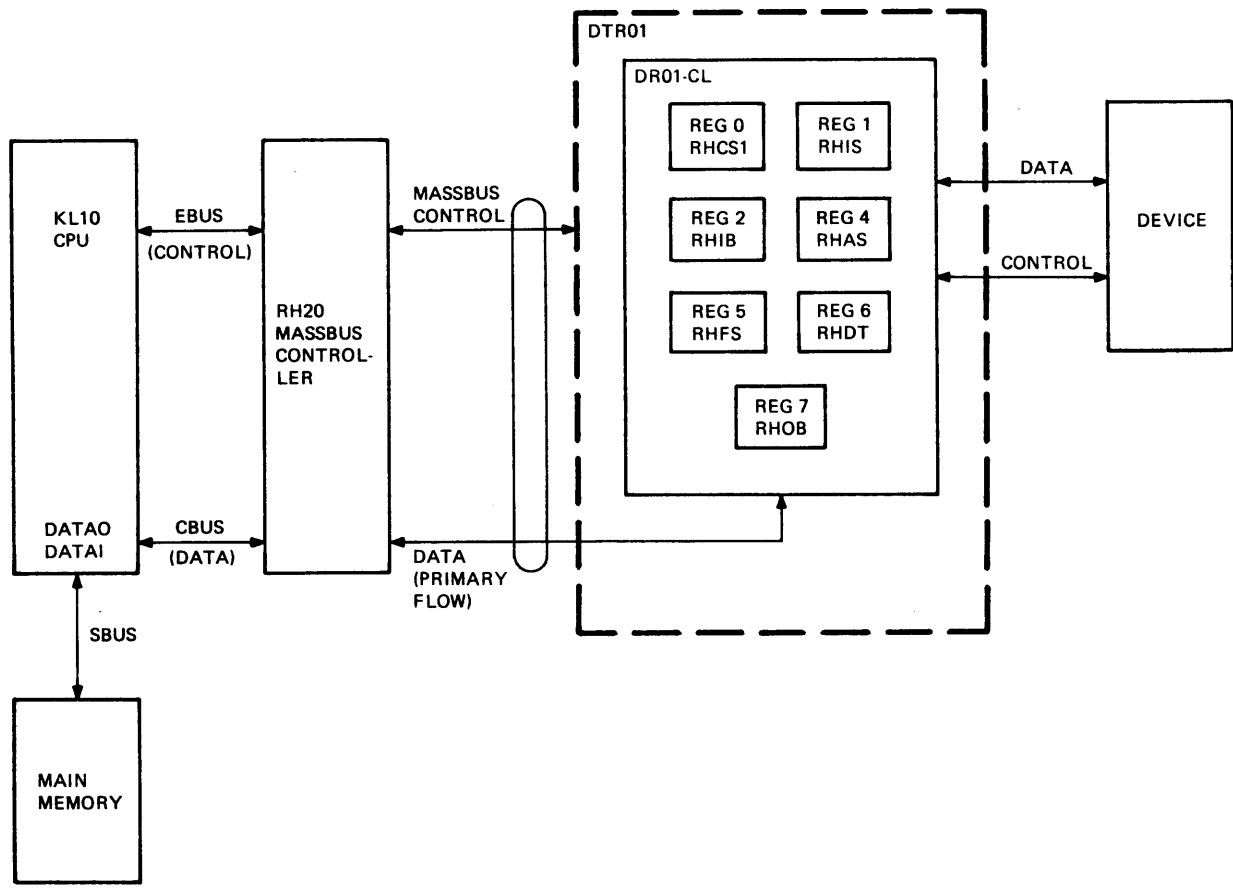 DTR01
DR01-CL
REG 0
RHCS1
REG 1
RHIS
REG 2
RHIB
REG 4
RHAS
REG 5
RHFS
REG 6
RHDT
REG 7
RHOB
KL10
CPU
DATAO
DATAI
EBUS
(CONTROL)
CBUS
(DATA)
RH20
MASSBUS
CONTROL-
LER
MASSBUS
CONTROL
DATA
(PRIMARY
FLOW)
DATA
CONTROL
DEVICE
SBUS
MAIN
MEMORY